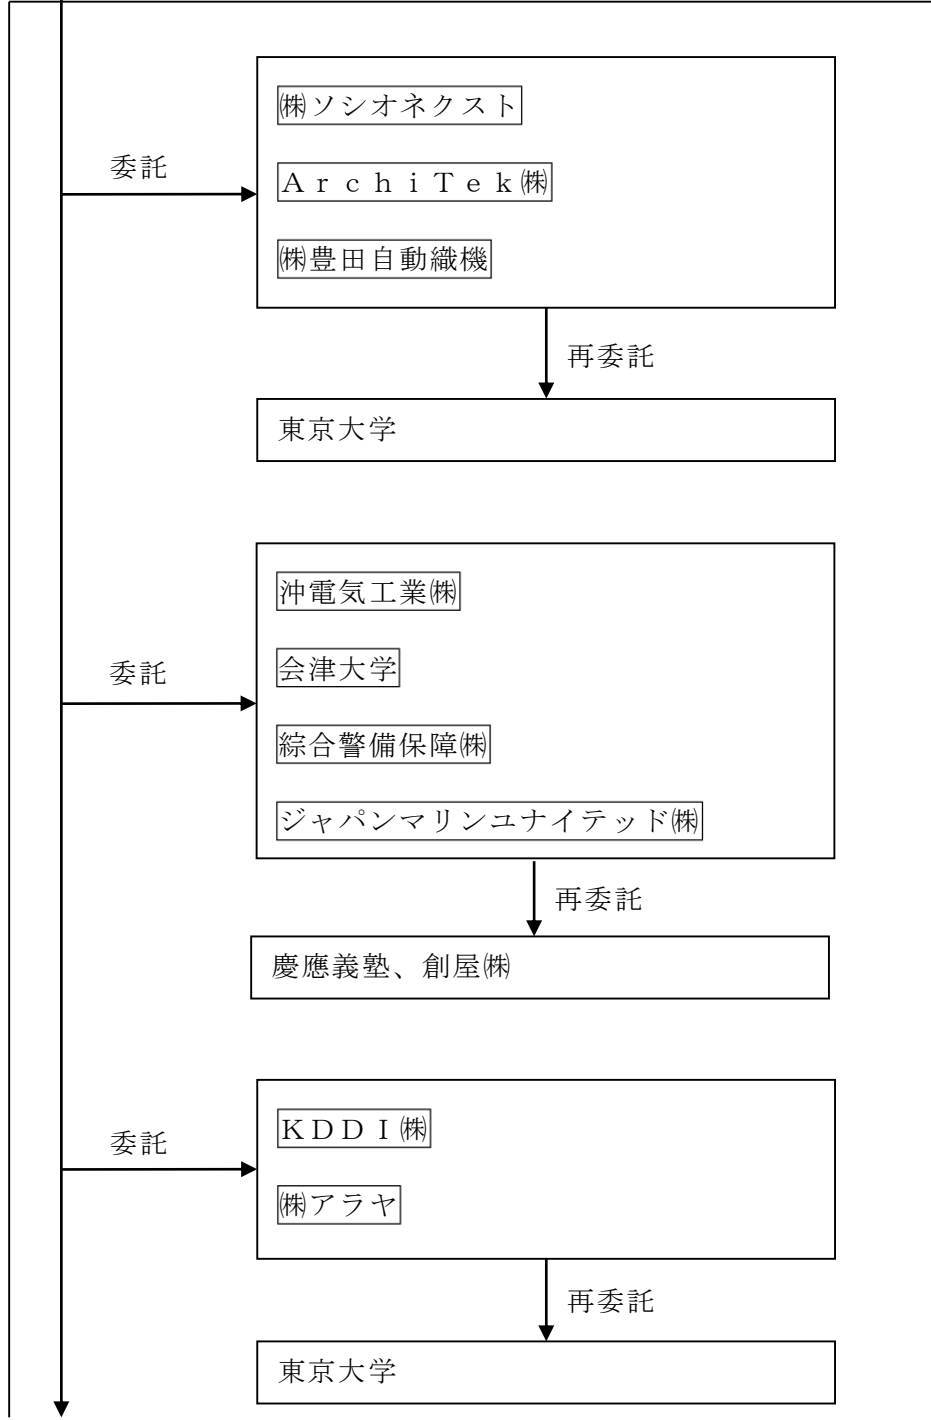 ㈱ソシオネクスト
委託
ＡｒｃｈｉＴｅｋ㈱
㈱豊田自動織機
再委託
東京大学
沖電気工業㈱
委託
会津大学
綜合警備保障㈱
ジャパンマリンユナイテッド㈱
再委託
慶應義塾、創屋㈱
ＫＤＤＩ㈱
委託
㈱アラヤ
再委託
東京大学